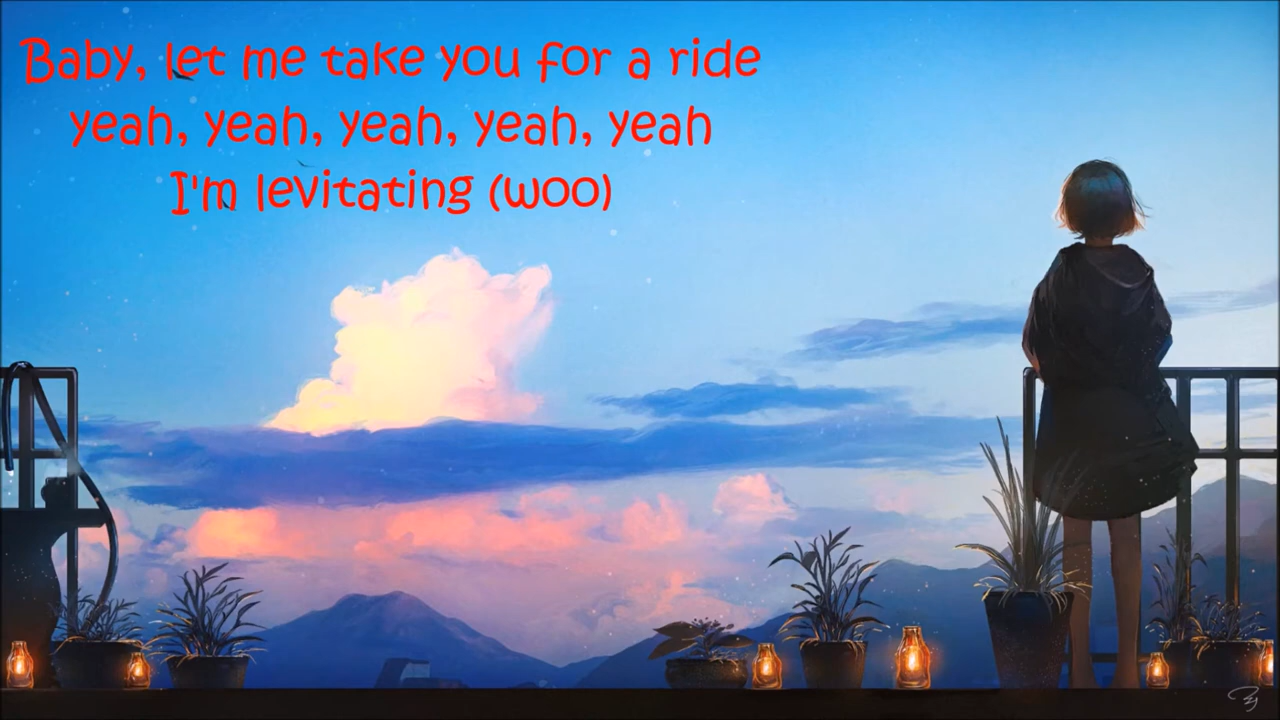 Baby, let me take you for a ride
yeah, yeah, yeah, yeah, yeah
I'm levitating (woo)